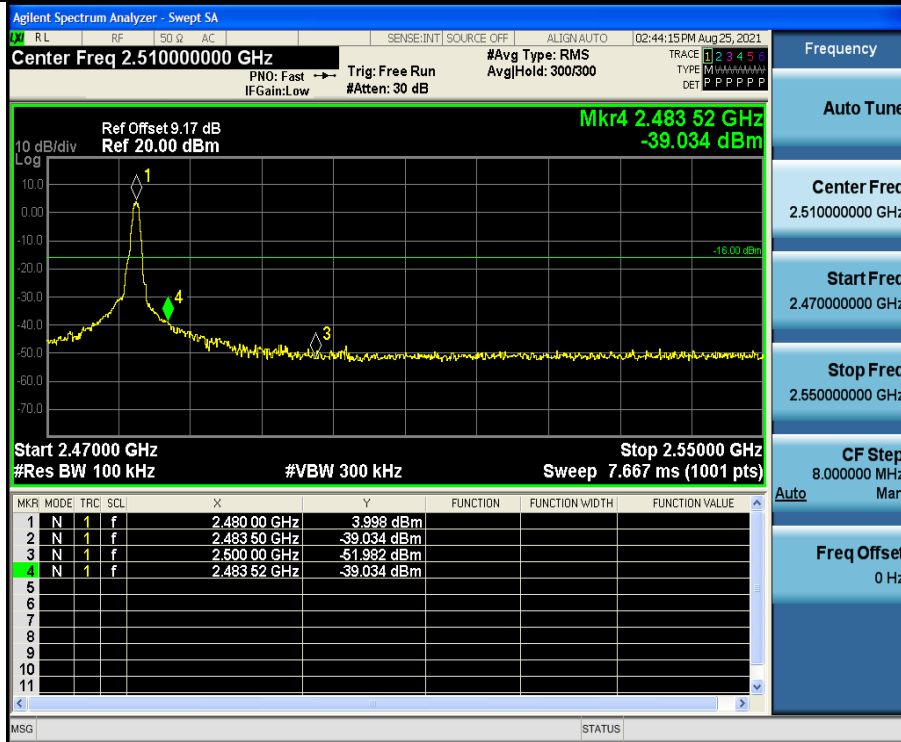 Agilent Spectrum Analyzer - Swept SA
LXI RL RF 50 Ω AC SENSE:INT SOURCE OFF ALIGN AUTO 02:44:15 PM Aug 25, 2021
Center Freq 2.510000000 GHz
PNO: Fast
IFGain:Low
Trig: Free Run
#Atten: 30 dB
#Avg Type: RMS
Avg|Hold: 300/300
TRACE 1 2 3 4 5 6
TYPE M
DET P P P P P P
Frequency
Auto Tune
Center Freq
2.510000000 GHz
Start Freq
2.470000000 GHz
Stop Freq
2.550000000 GHz
CF Step
8.000000 MHz
Auto Man
Freq Offset
0 Hz
Mkr4 2.483 52 GHz
-39.034 dBm
Ref Offset 9.17 dB
10 dB/div Ref 20.00 dBm
Log
10.0
0.00
-10.0
-20.0
-30.0
-40.0
-50.0
-60.0
-70.0
1
4
3
-16.00 dBm
Start 2.47000 GHz Stop 2.55000 GHz
#Res BW 100 kHz #VBW 300 kHz Sweep 7.667 ms (1001 pts)
MKR MODE TRC SCL X Y FUNCTION FUNCTION WIDTH FUNCTION VALUE
1 N 1 f 2.480 00 GHz 3.998 dBm
2 N 1 f 2.483 50 GHz -39.034 dBm
3 N 1 f 2.500 00 GHz -51.982 dBm
4 N 1 f 2.483 52 GHz -39.034 dBm
5
6
7
8
9
10
11
MSG STATUS